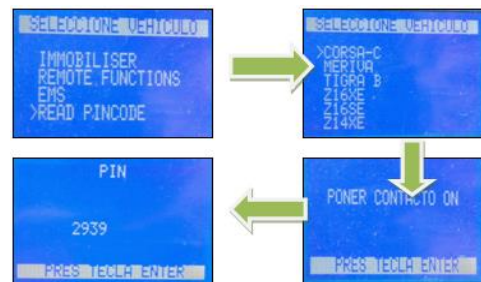 SELECCIONE VEHICULO
IMMOBILISER
REMOTE FUNCTIONS
EMS
>READ PINCODE
SELECCIONE VEHICULO
>CORSA-C
MERIVA
TIGRA B
Z16XE
Z16SE
Z14XE
PONER CONTACTO ON
PRES TECLA ENTER
PIN
2939
PRES TECLA ENTER